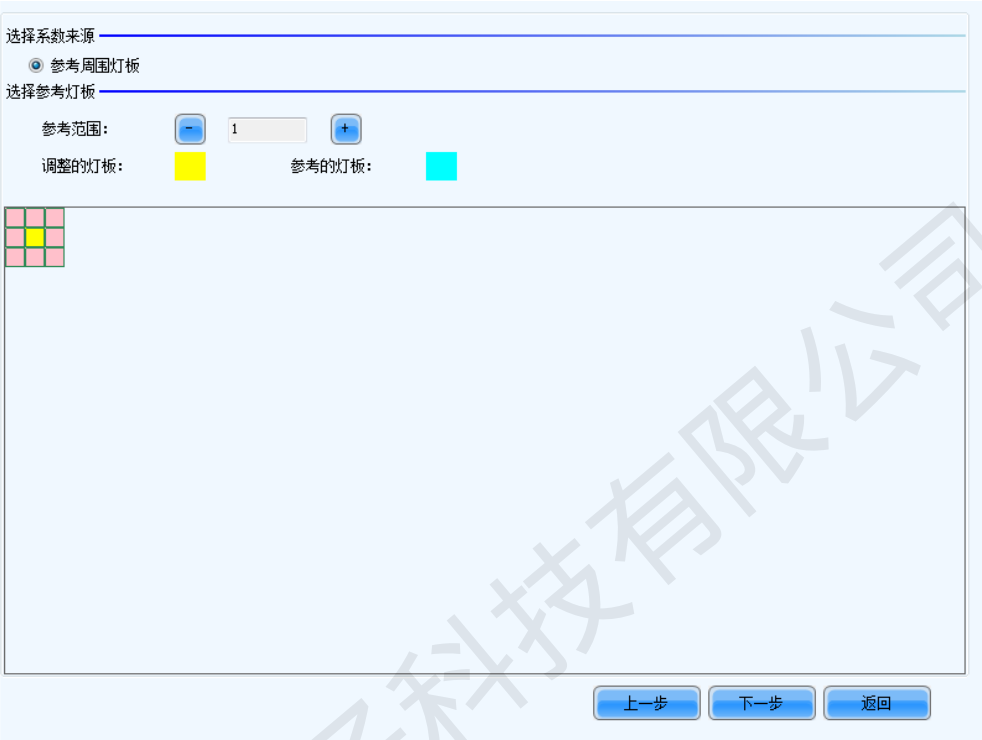 选择系数来源
参考周围灯板
选择参考灯板
参考范围： - 1 +
调整的灯板： 参考的灯板：
上一步 下一步 返回
科技有限公司